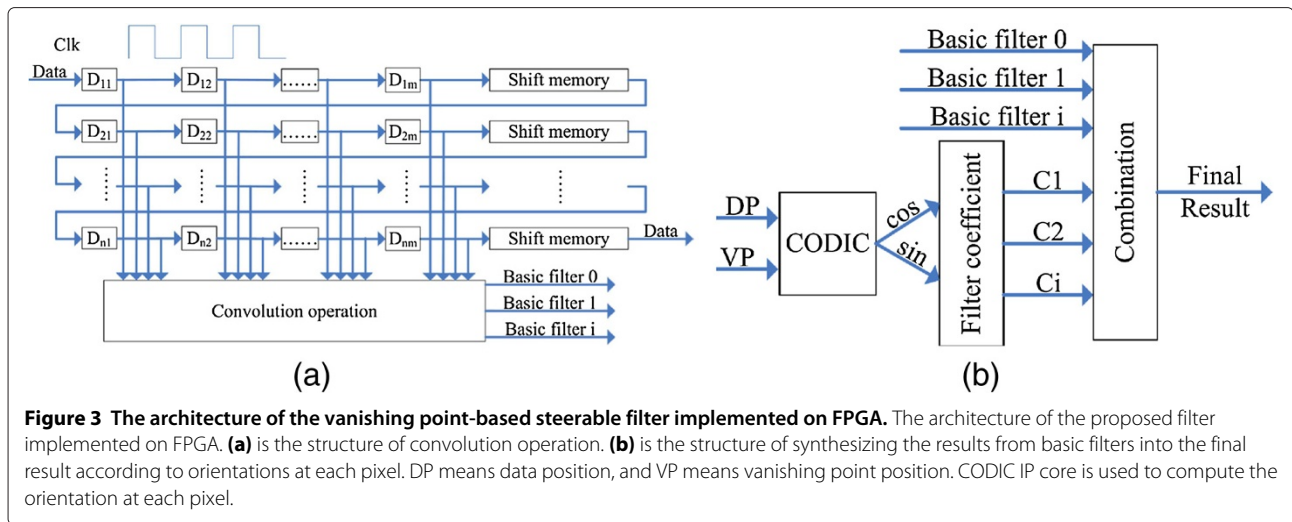 Clk
Data D11 D12 ...... D1m Shift memory
D21 D22 ...... D2m Shift memory
...... ...... ...... ...... ......
Dn1 Dn2 ...... Dnm Shift memory Data
Convolution operation
Basic filter 0
Basic filter 1
Basic filter i
(a)
Basic filter 0
Basic filter 1
Basic filter i
DP
VP
CODIC
cos
sin
Filter coefficient
C1
C2
Ci
Combination
Final
Result
(b)
Figure 3 The architecture of the vanishing point-based steerable filter implemented on FPGA. The architecture of the proposed filter
implemented on FPGA. (a) is the structure of convolution operation. (b) is the structure of synthesizing the results from basic filters into the final
result according to orientations at each pixel. DP means data position, and VP means vanishing point position. CODIC IP core is used to compute the
orientation at each pixel.